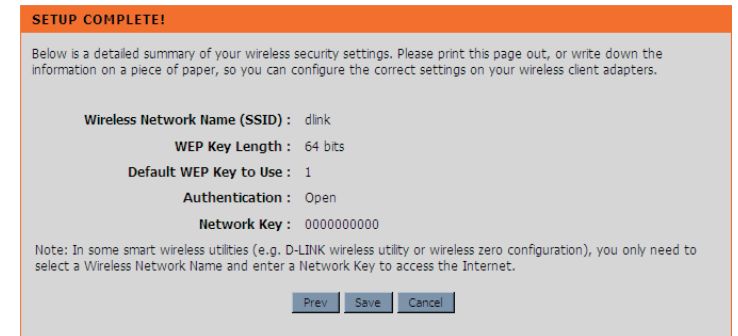 SETUP COMPLETE!
Below is a detailed summary of your wireless security settings. Please print this page out, or write down the
information on a piece of paper, so you can configure the correct settings on your wireless client adapters.
Wireless Network Name (SSID) : dlink
WEP Key Length : 64 bits
Default WEP Key to Use : 1
Authentication : Open
Network Key : 0000000000
Note: In some smart wireless utilities (e.g. D-LINK wireless utility or wireless zero configuration), you only need to
select a Wireless Network Name and enter a Network Key to access the Internet.
Prev Save Cancel